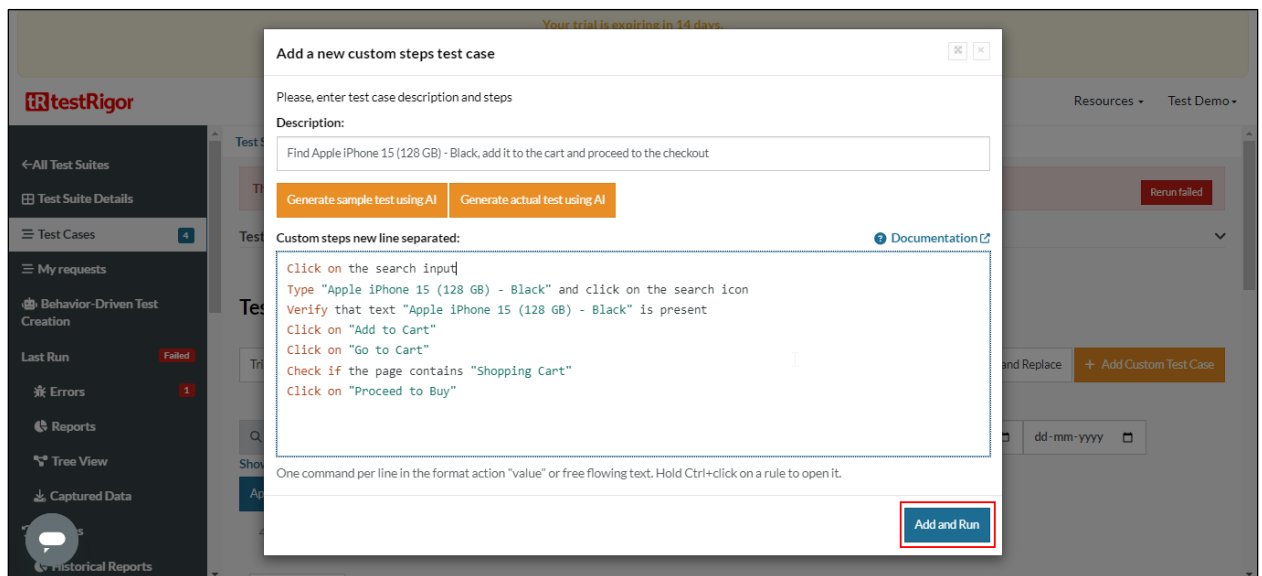 Your trial is expiring in 14 days.
Add a new custom steps test case
tR testRigor
Resources
Test Demo
Please, enter test case description and steps
Description:
Find Apple iPhone 15 (128 GB) - Black, add it to the cart and proceed to the checkout
Generate sample test using AI
Generate actual test using AI
Custom steps new line separated:
Documentation
Click on the search input
Type "Apple iPhone 15 (128 GB) - Black" and click on the search icon
Verify that text "Apple iPhone 15 (128 GB) - Black" is present
Click on "Add to Cart"
Click on "Go to Cart"
Check if the page contains "Shopping Cart"
Click on "Proceed to Buy"
One command per line in the format action "value" or free flowing text. Hold Ctrl+click on a rule to open it.
Add and Run
←All Test Suites
Test Suite Details
Test Cases
4
My requests
Behavior-Driven Test
Creation
Last Run
Failed
Errors
1
Reports
Tree View
Captured Data
Historical Reports
Test
Rerun failed
and Replace
+ Add Custom Test Case
dd-mm-yyyy